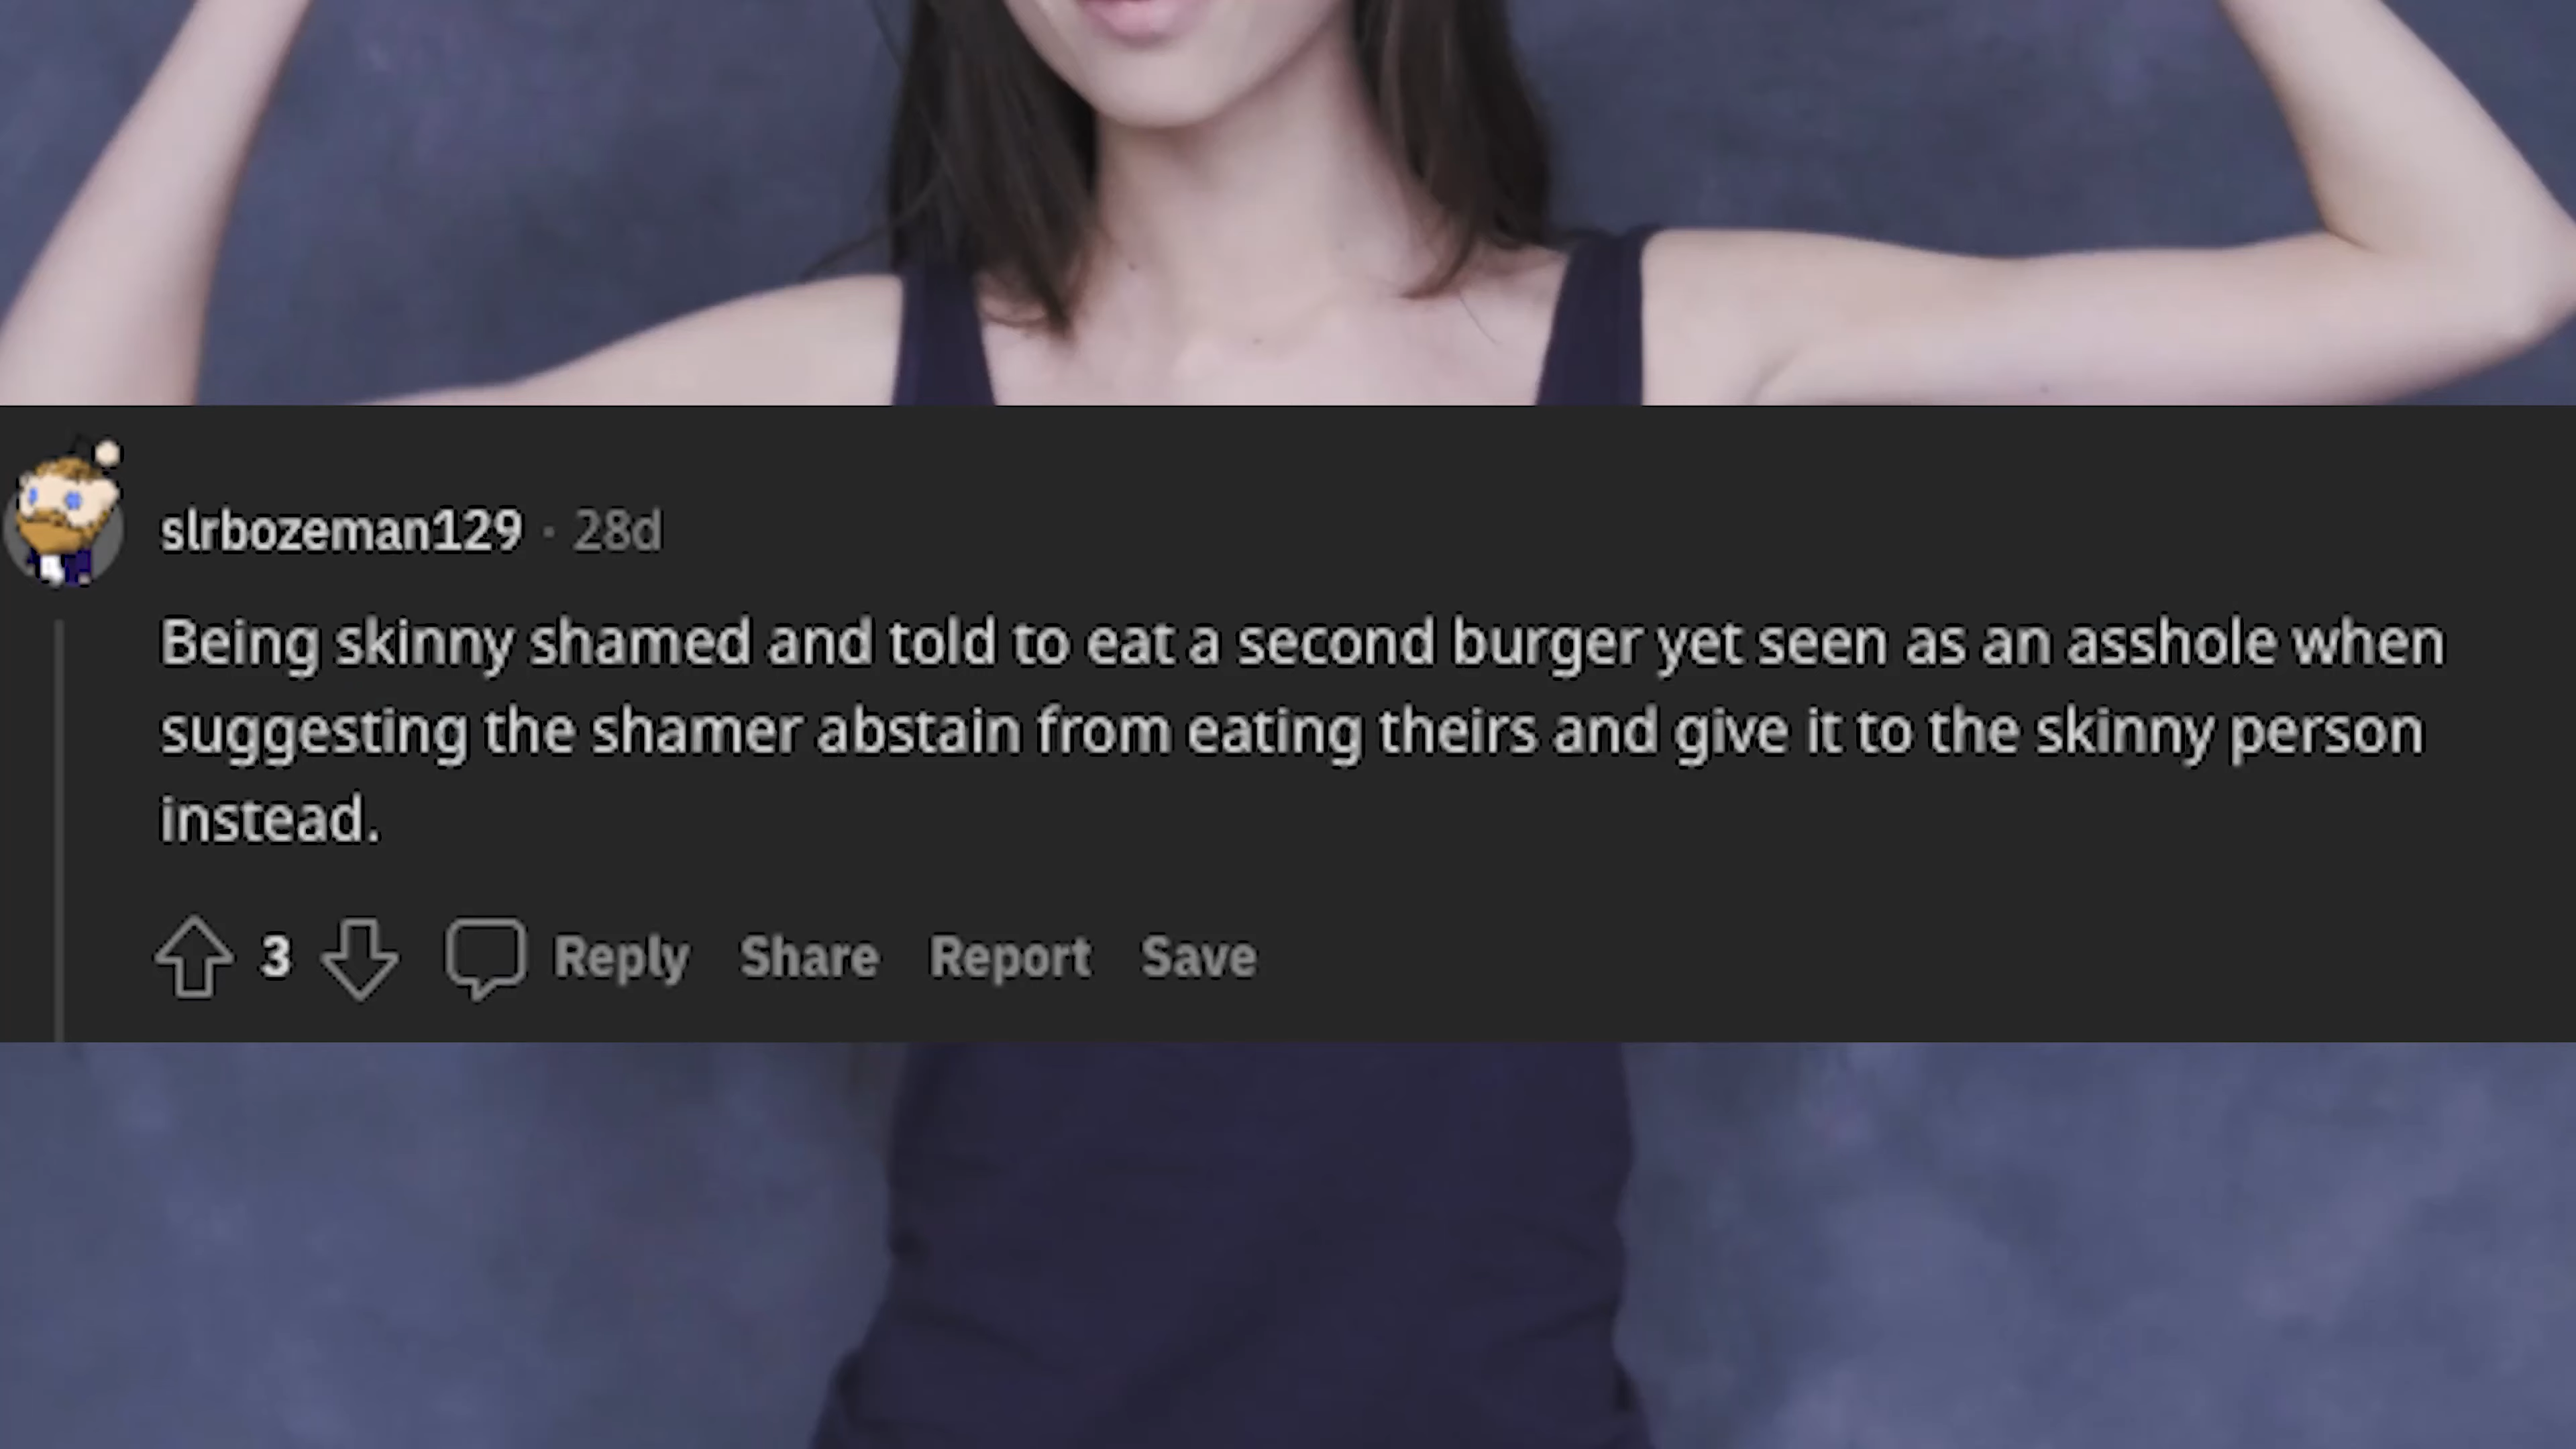 slrbozeman129 · 28d
Being skinny shamed and told to eat a second burger yet seen as an asshole when
suggesting the shamer abstain from eating theirs and give it to the skinny person
instead.
3 Reply Share Report Save